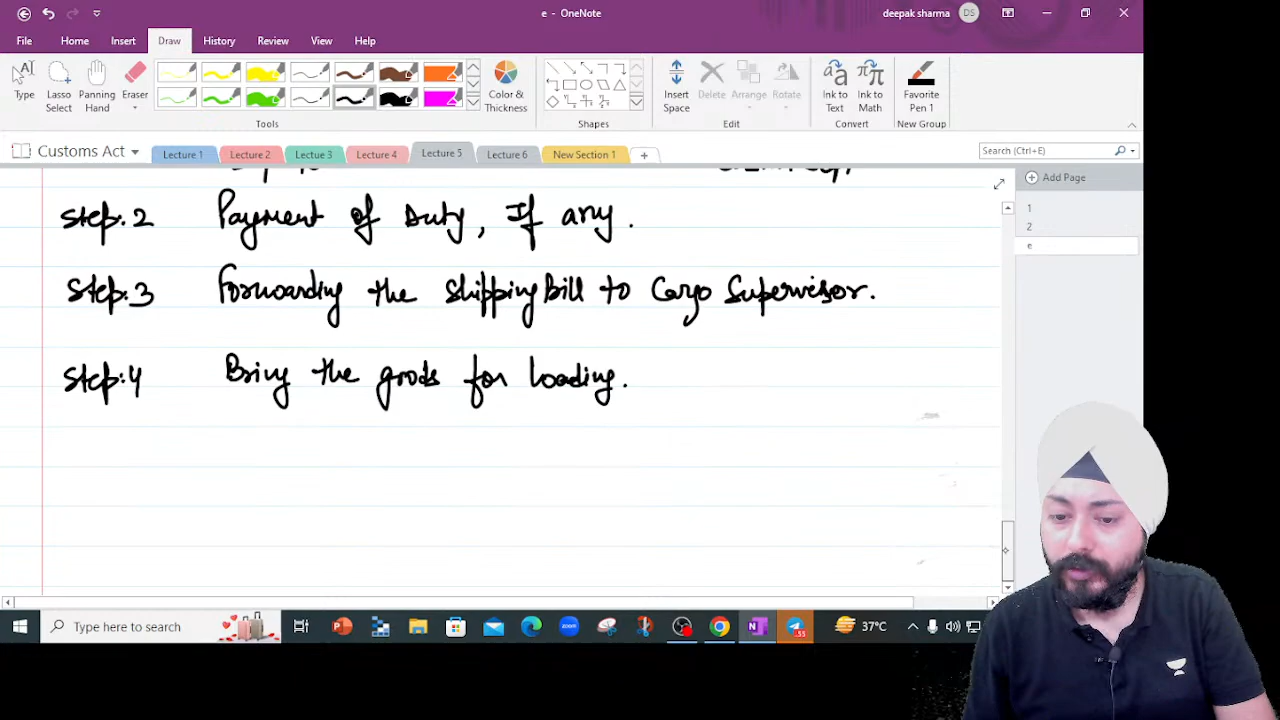 e - OneNote
deepak sharma DS
File Home Insert Draw History Review View Help
Type
Lasso Select
Panning Hand
Eraser
Color & Thickness
Insert Space
Delete
Arrange
Rotate
Ink to Text
Ink to Math
Favorite Pen 1
Tools Shapes Edit Convert New Group
Customs Act Lecture 1 Lecture 2 Lectue 3 Lecture 4 Lecture 5 Lecture 6 New Section 1
Search (Ctrl+E)
Add Page
1
2
e
Step:2 Payment of Duty, If any.
Step:3 Forwarding the Shipping Bill to Cargo Supervisor.
Step:4 Bring the goods for loading.
Type here to search
zoom
55
37°C